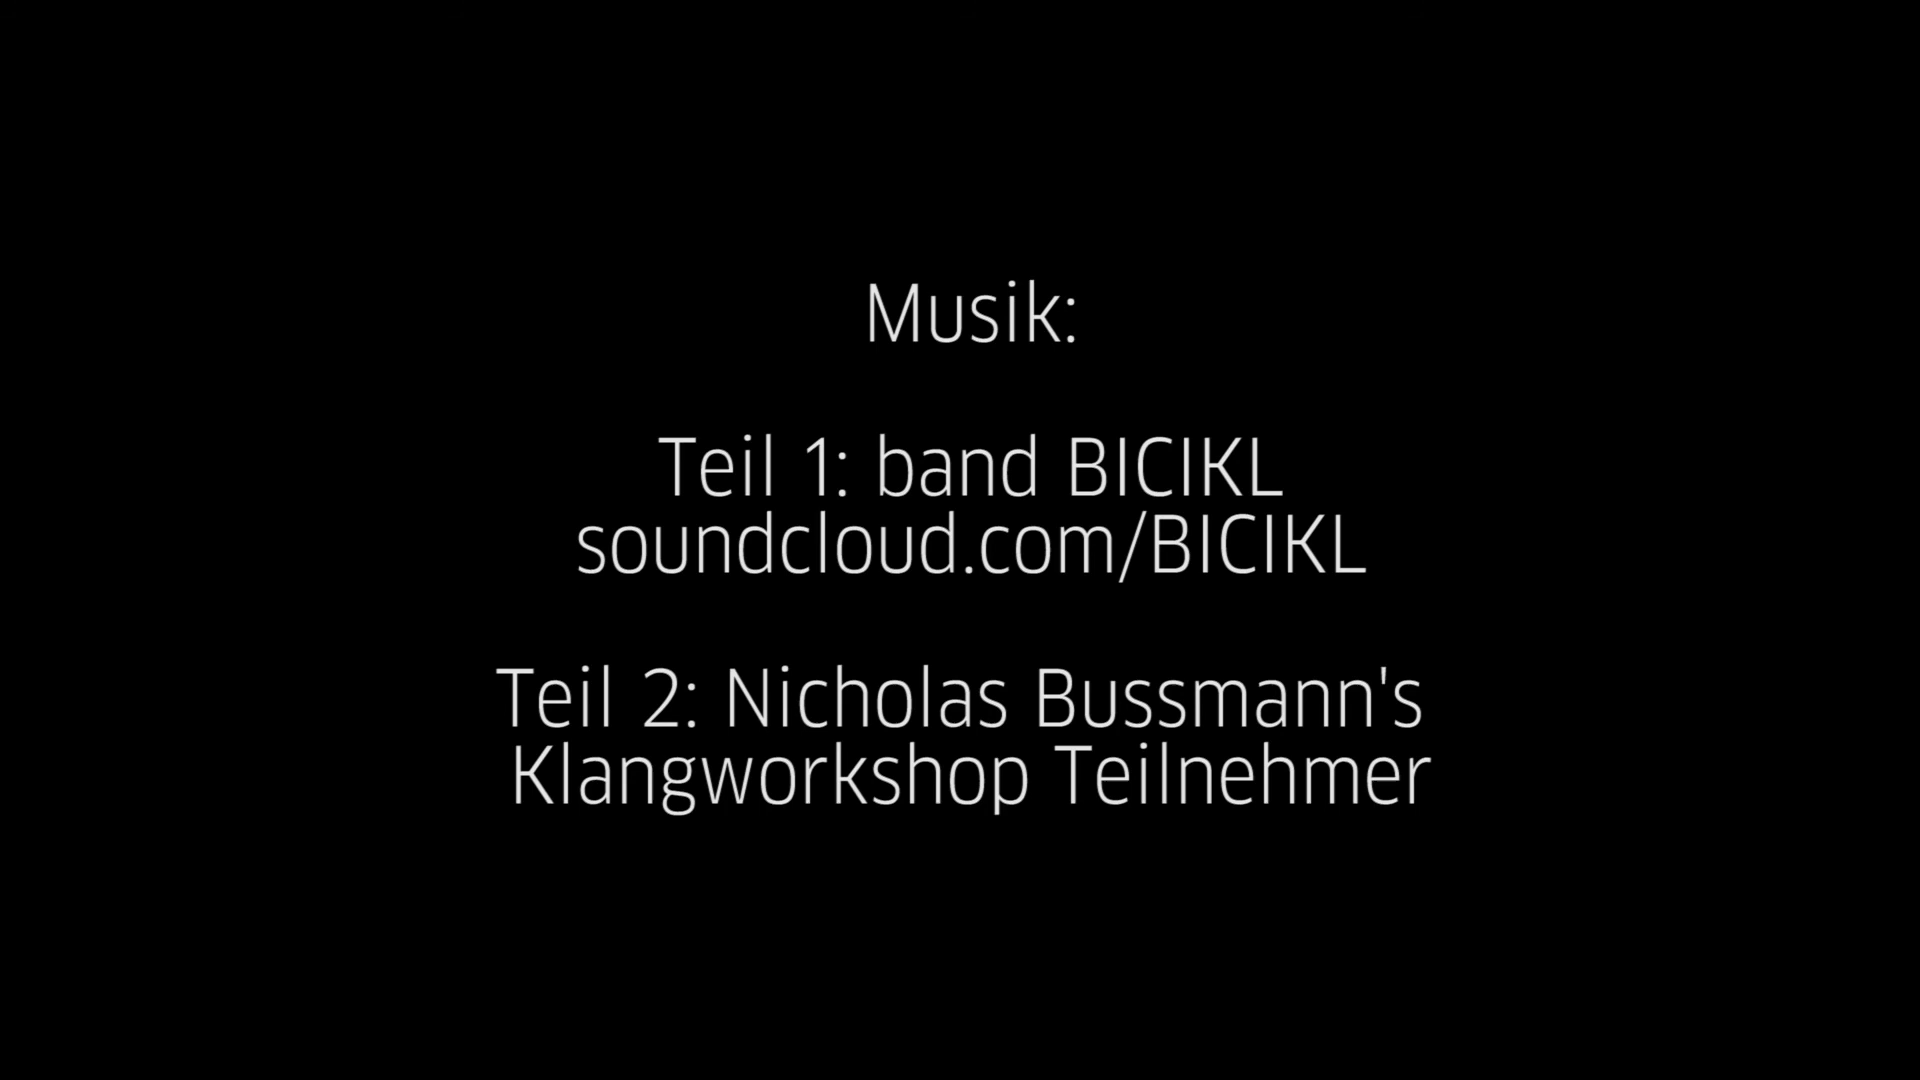 Musik:
Teil 1: band BICIKL
soundcloud.com/BICIKL
Teil 2: Nicholas Bussmann's
Klangworkshop Teilnehmer